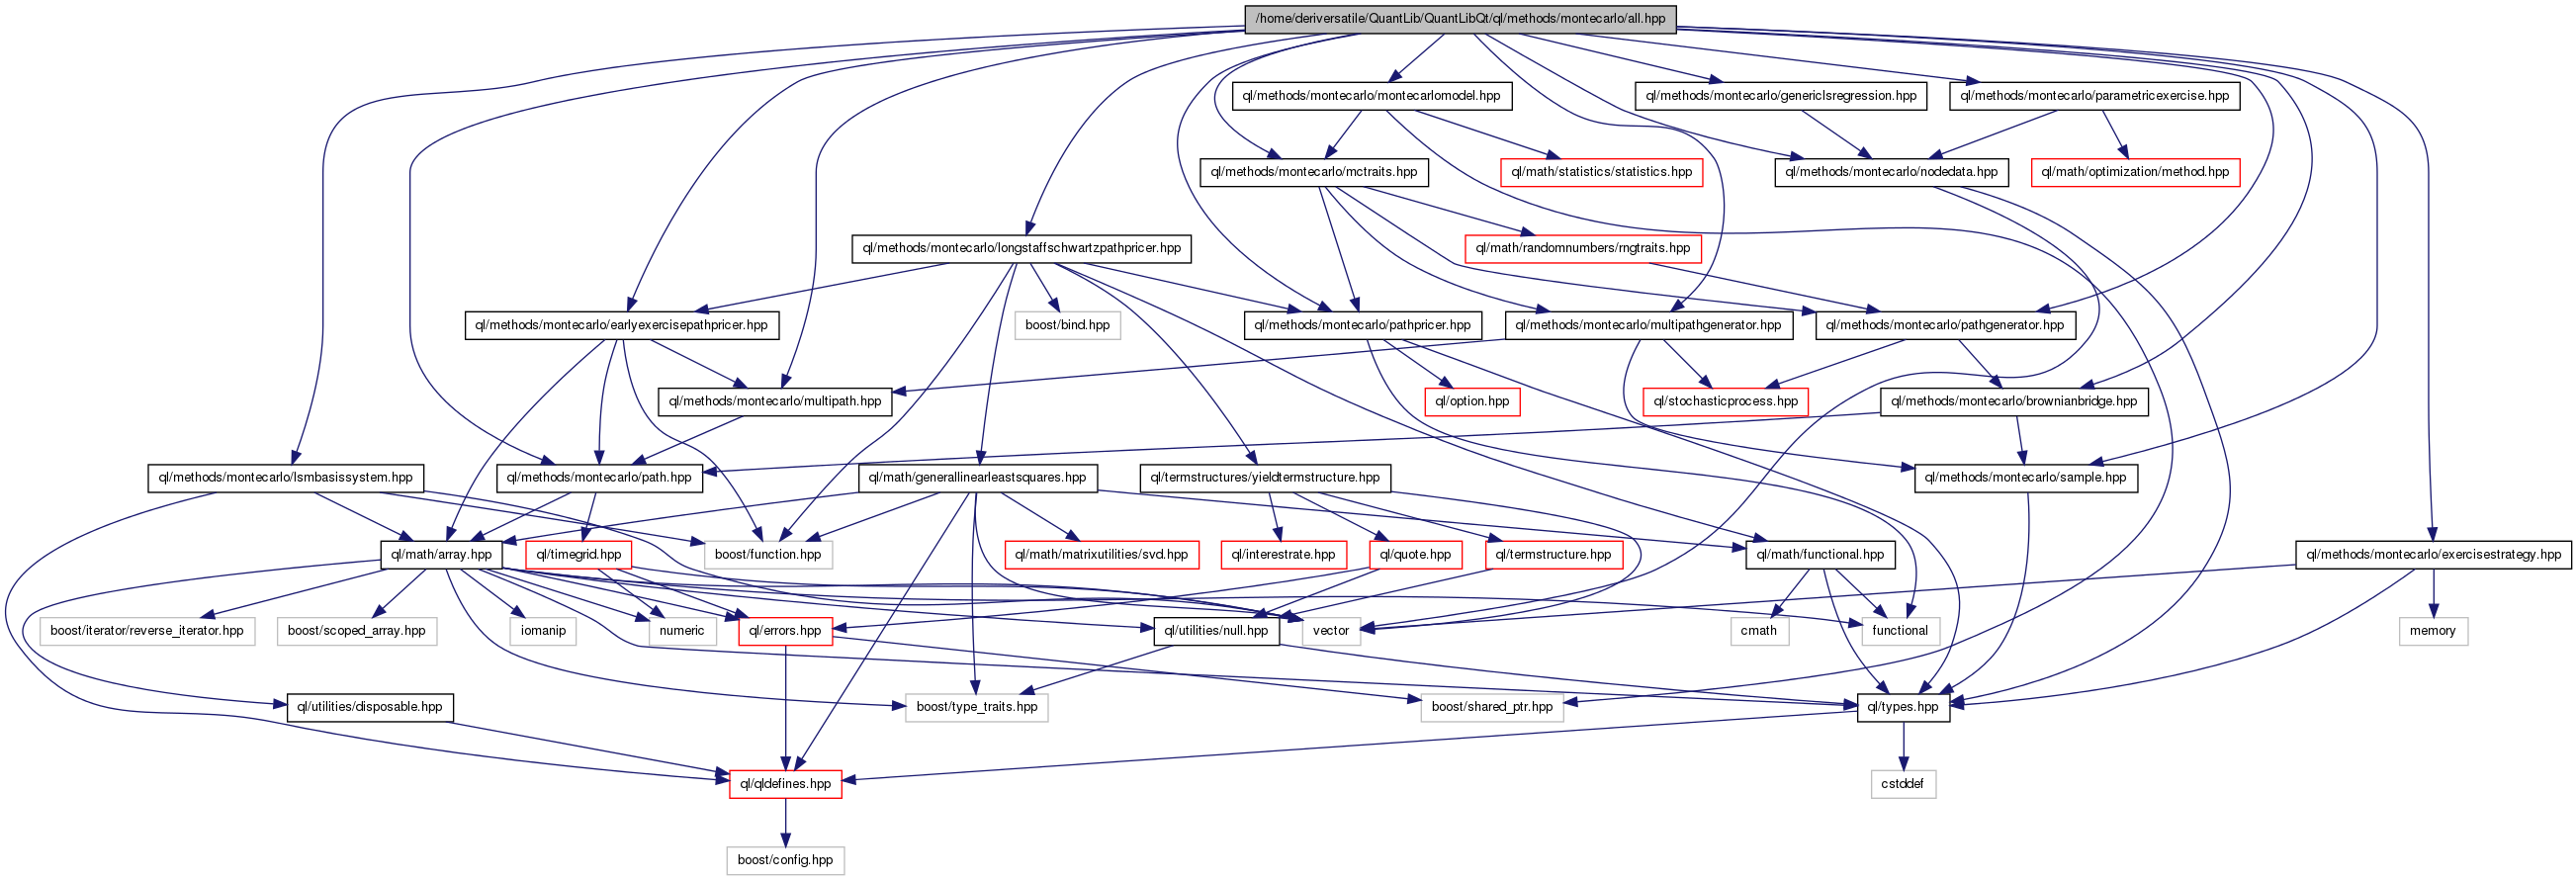 /home/deriversatile/QuantLib/QuantLibQt/ql/methods/montecarlo/all.hpp
ql/methods/montecarlo/montecarlomodel.hpp
ql/methods/montecarlo/genericlsregression.hpp
ql/methods/montecarlo/parametricexercise.hpp
ql/methods/montecarlo/mctraits.hpp
ql/math/statistics/statistics.hpp
ql/methods/montecarlo/nodedata.hpp
ql/math/optimization/method.hpp
ql/methods/montecarlo/longstaffschwartzpathpricer.hpp
ql/math/randomnumbers/rngtraits.hpp
ql/methods/montecarlo/earlyexercisepathpricer.hpp
boost/bind.hpp
ql/methods/montecarlo/pathpricer.hpp
ql/methods/montecarlo/multipathgenerator.hpp
ql/methods/montecarlo/pathgenerator.hpp
ql/methods/montecarlo/multipath.hpp
ql/option.hpp
ql/stochasticprocess.hpp
ql/methods/montecarlo/brownianbridge.hpp
ql/methods/montecarlo/lsmbasissystem.hpp
ql/methods/montecarlo/path.hpp
ql/math/generallinearleastsquares.hpp
ql/termstructures/yieldtermstructure.hpp
ql/methods/montecarlo/sample.hpp
ql/math/array.hpp
ql/timegrid.hpp
boost/function.hpp
ql/math/matrixutilities/svd.hpp
ql/interestrate.hpp
ql/quote.hpp
ql/termstructure.hpp
ql/math/functional.hpp
ql/methods/montecarlo/exercisestrategy.hpp
boost/iterator/reverse_iterator.hpp
boost/scoped_array.hpp
iomanip
numeric
ql/errors.hpp
ql/utilities/null.hpp
vector
cmath
functional
memory
ql/utilities/disposable.hpp
boost/type_traits.hpp
boost/shared_ptr.hpp
ql/types.hpp
ql/qldefines.hpp
cstddef
boost/config.hpp